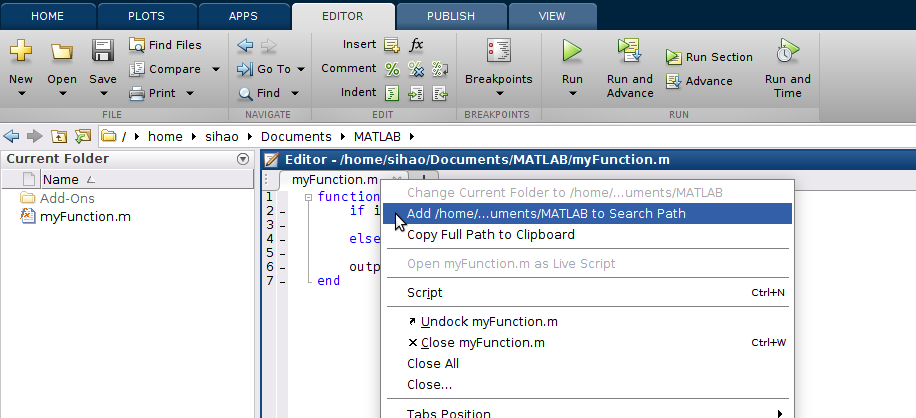 HOME PLOTS APPS EDITOR PUBLISH VIEW
New Open Save Find Files Compare Print
Go To Find
Insert fx
Comment
Indent
Breakpoints
Run Run and Advance Run Section Advance Run and Time
FILE NAVIGATE EDIT BREAKPOINTS RUN
/ home sihao Documents MATLAB
Current Folder
Name
Add-Ons
myFunction.m
Editor - /home/sihao/Documents/MATLAB/myFunction.m
myFunction.m
1 function
2 – if i
3 –
4 – else
5 –
6 – outp
7 – end
Change Current Folder to /home/...uments/MATLAB
Add /home/...uments/MATLAB to Search Path
Copy Full Path to Clipboard
Open myFunction.m as Live Script
Script Ctrl+N
Undock myFunction.m
Close myFunction.m Ctrl+W
Close All
Close...
Tabs Position